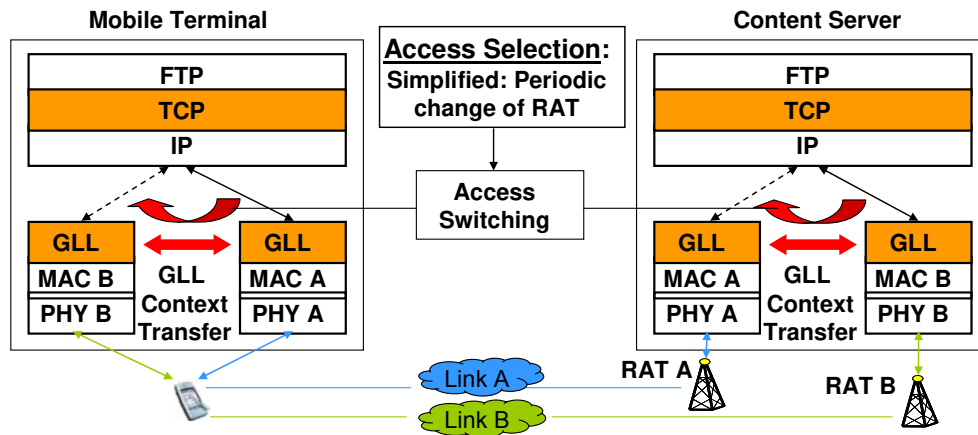 Mobile Terminal
Content Server
FTP
TCP
IP
Access Selection:
Simplified: Periodic
change of RAT
FTP
TCP
IP
Access
Switching
GLL
MAC B
PHY B
GLL
MAC A
PHY A
GLL
Context
Transfer
GLL
MAC A
PHY A
GLL
MAC B
PHY B
GLL
Context
Transfer
RAT A
RAT B
Link A
Link B